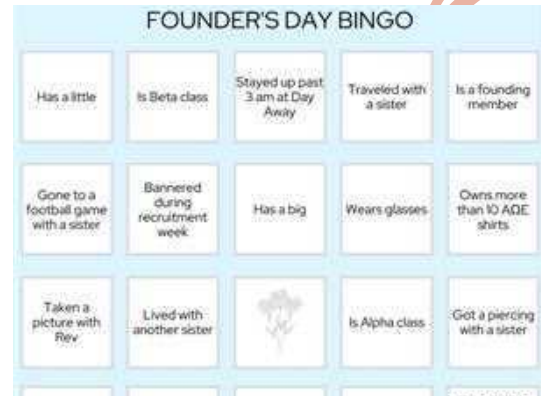 FOUNDER'S DAY BINGO
Has a little
Is Beta class
Stayed up past
3 am at Day
Away
Traveled with
a sister
Is a founding
member
Gone to a
football game
with a sister
Bannered
during
recruitment
week
Has a big
Wears glasses
Owns more
than 10 AΩE
shirts
Taken a
picture with
Rev
Lived with
another sister
Is Alpha class
Got a piercing
with a sister